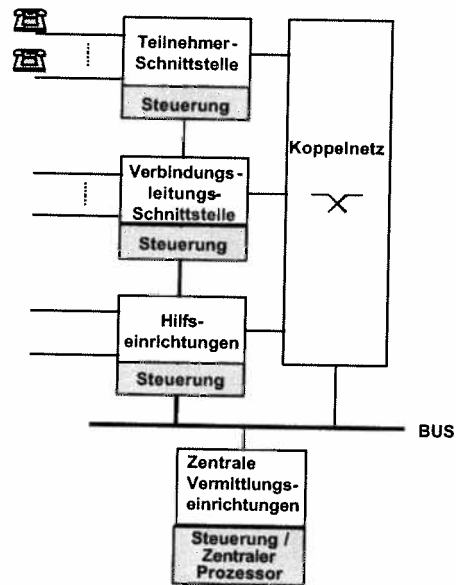 Teilnehmer-
Schnittstelle
Steuerung
Koppelnetz
Verbindungs-
leitungs-
Schnittstelle
Steuerung
Hilfs-
einrichtungen
Steuerung
BUS
Zentrale
Vermittlungs-
einrichtungen
Steuerung /
Zentraler
Prozessor